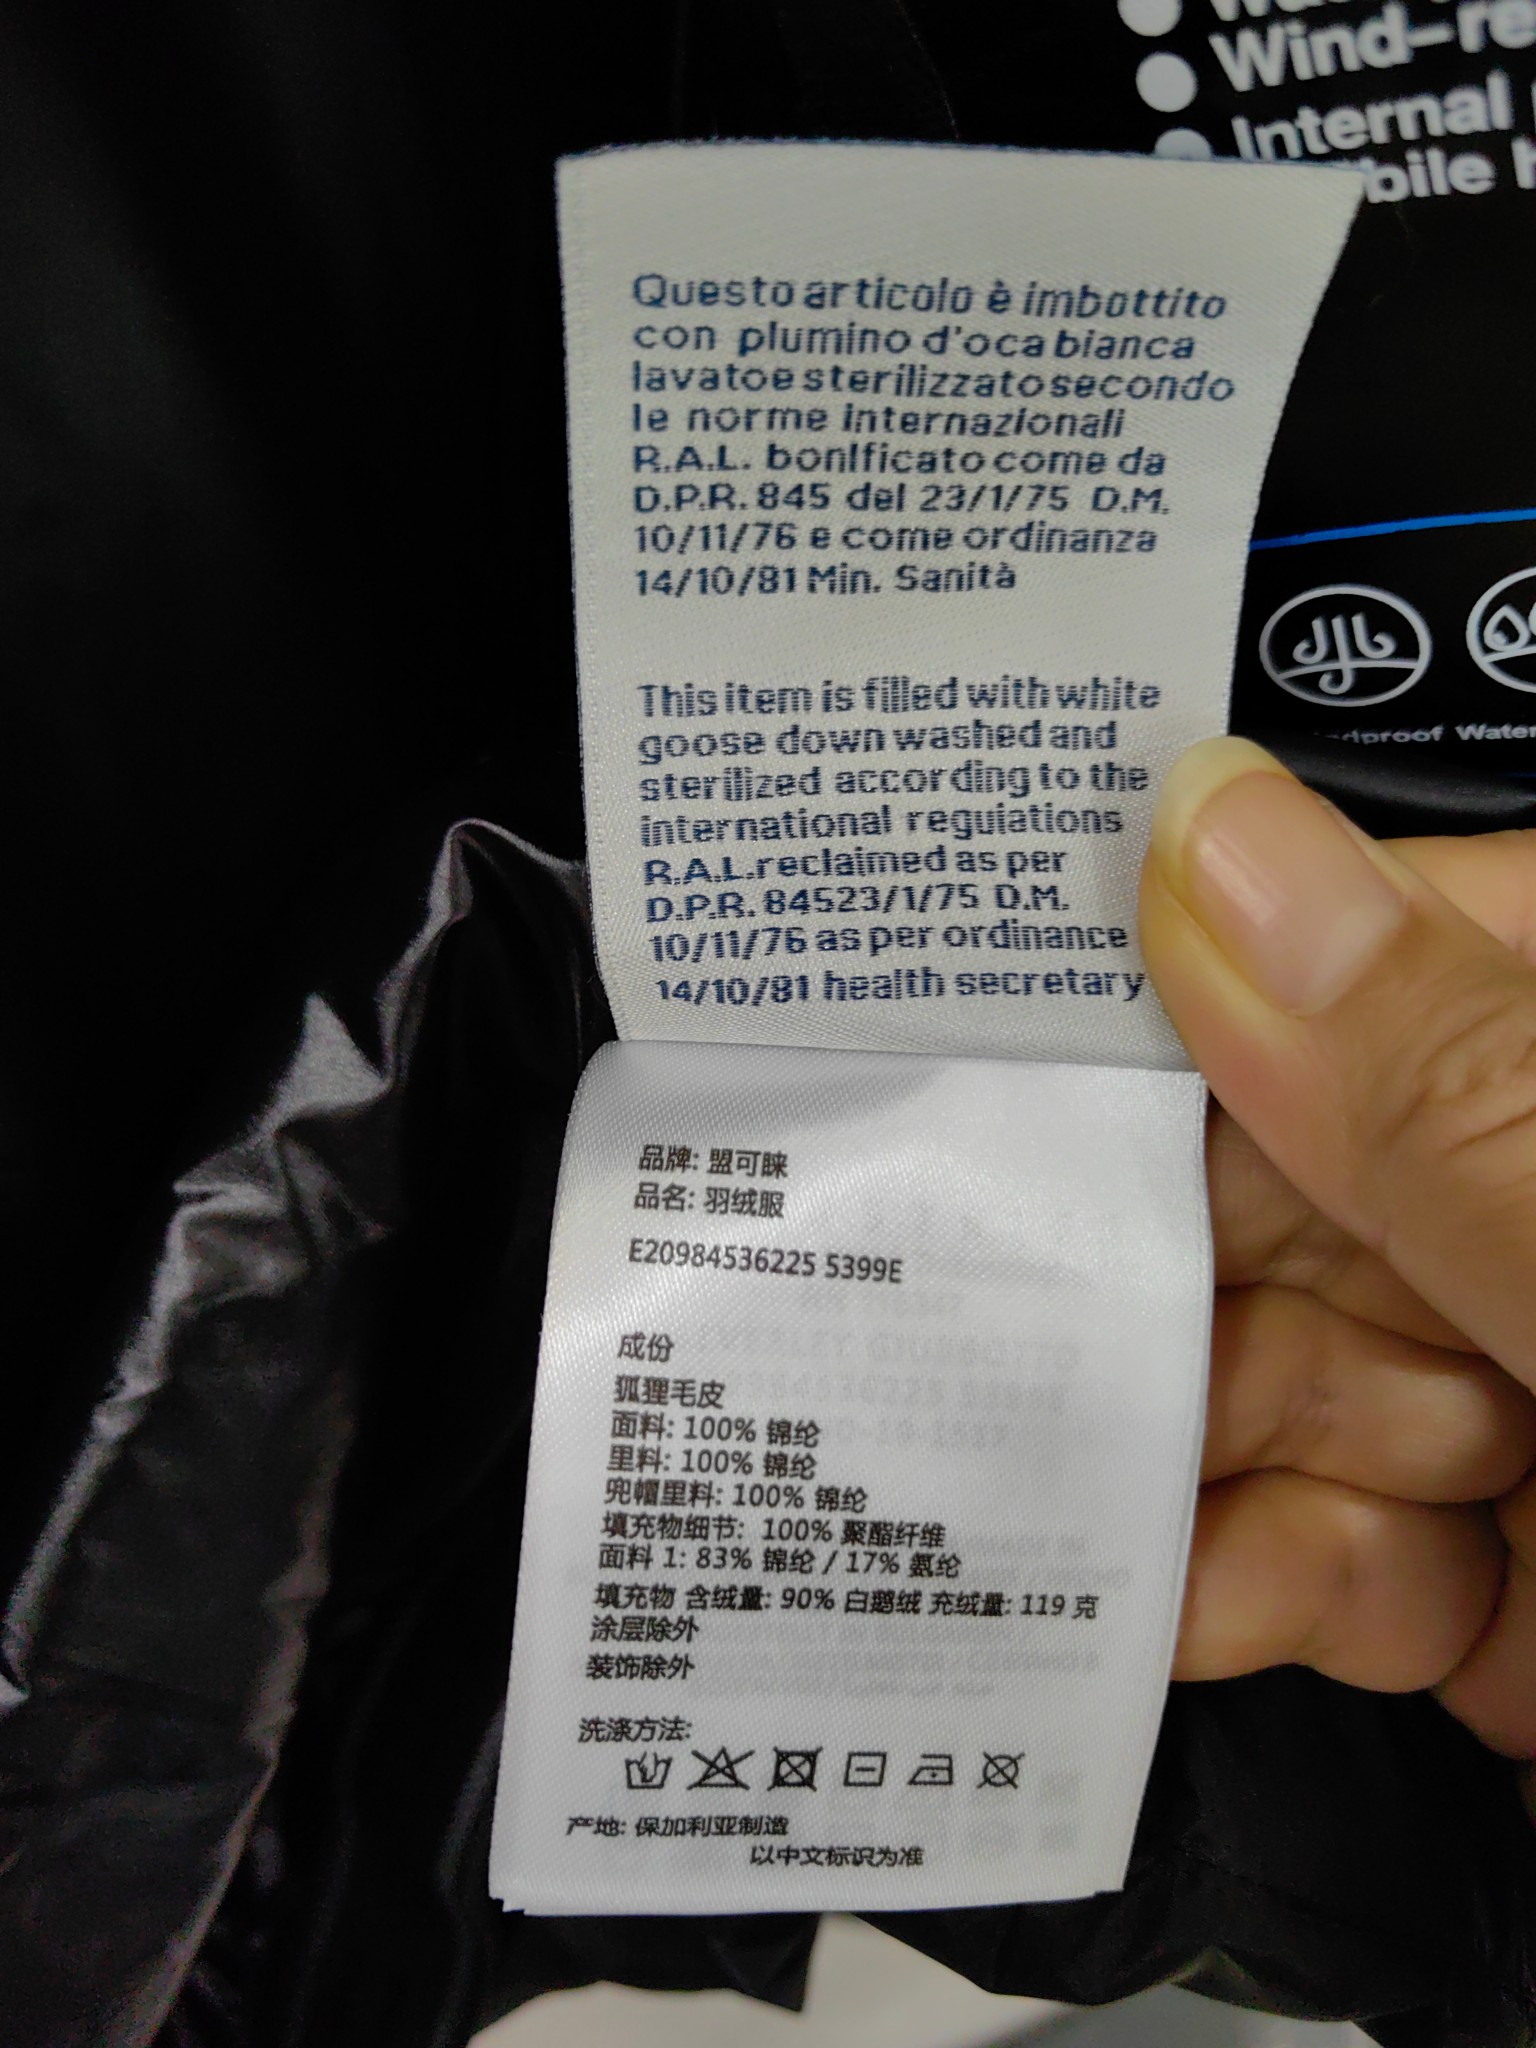 Wind-re
Internal
bile h
Questo articolo è imbottito
con plumino d'oca bianca
lavato e sterilizzato secondo
le norme internazionali
R.A.L. bonificato come da
D.P.R. 845 del 23/1/75 D.M.
10/11/76 e come ordinanza
14/10/81 Min. Sanità
This item is filled with white
goose down washed and
sterilized according to the
international reguiations
R.A.L.reclaimed as per
D.P.R. 84523/1/75 D.M.
10/11/76 as per ordinance
14/10/81 health secretary
ndproof Water
品牌: 盟可睐
品名: 羽绒服
E20984536225 5399E
成份
狐狸毛皮
面料: 100% 锦纶
里料: 100% 锦纶
兜帽里料: 100% 锦纶
填充物细节: 100% 聚酯纤维
面料 1: 83% 锦纶 / 17% 氨纶
填充物 含绒量: 90% 白鹅绒 充绒量: 119 克
涂层除外
装饰除外
洗涤方法:
产地: 保加利亚制造
以中文标识为准